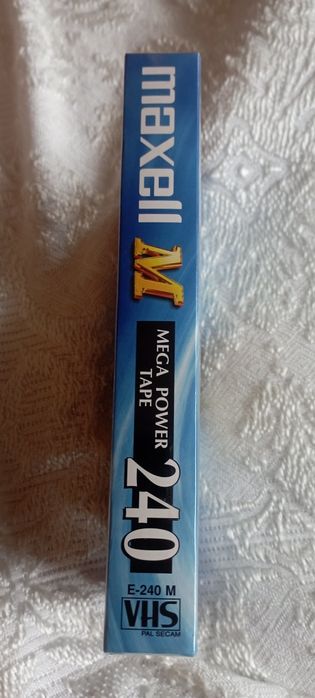 maxell
M
MEGA POWER
TAPE
240
E-240 M
VHS
PAL SECAM